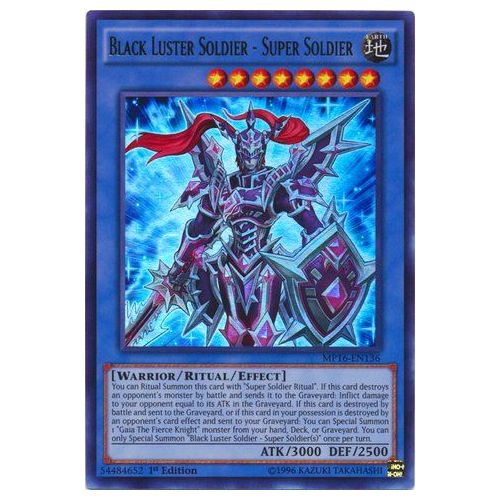 BLACK LUSTER SOLDIER - SUPER SOLDIER
EARTH
地
MP16-EN136
[WARRIOR/RITUAL/EFFECT]
You can Ritual Summon this card with "Super Soldier Ritual". If this card destroys
an opponent's monster by battle and sends it to the Graveyard: Inflict damage
to your opponent equal to its ATK in the Graveyard. If this card is destroyed by
battle and sent to the Graveyard, or if this card in your possession is destroyed by
an opponent's card effect and sent to your Graveyard: You can Special Summon
1 "Gaia The Fierce Knight" monster from your hand, Deck, or Graveyard. You can
only Special Summon "Black Luster Soldier - Super Soldier(s)" once per turn.
ATK/3000 DEF/2500
54484652 1st Edition ©1996 KAZUKI TAKAHASHI